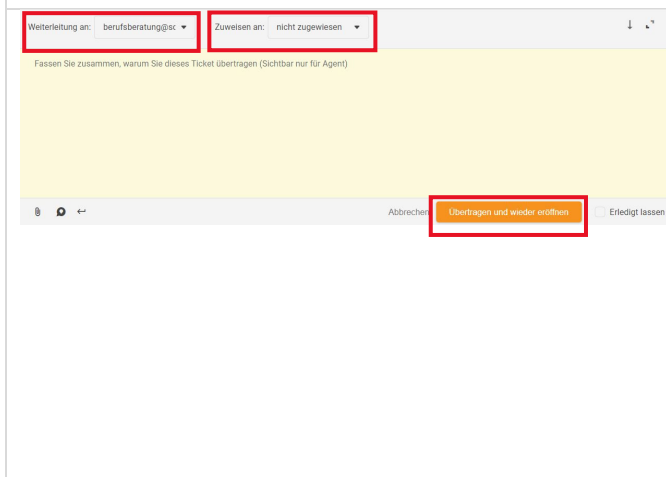 Weiterleitung an: berufsberatung@sc Zuweisen an: nicht zugewiesen
Fassen Sie zusammen, warum Sie dieses Ticket übertragen (Sichtbar nur für Agent)
Abbrechen Übertragen und wieder eröffnen Erledigt lassen